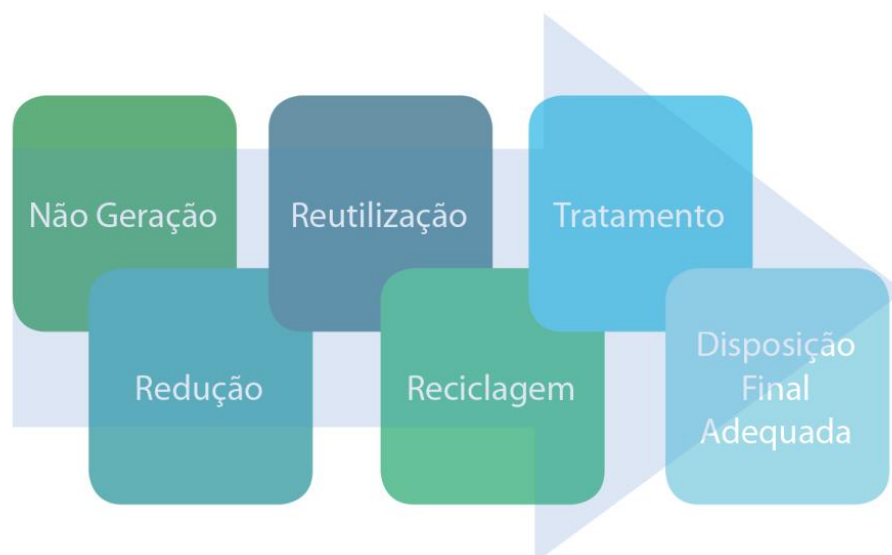 Não Geração
Redução
Reutilização
Reciclagem
Tratamento
Disposição
Final
Adequada